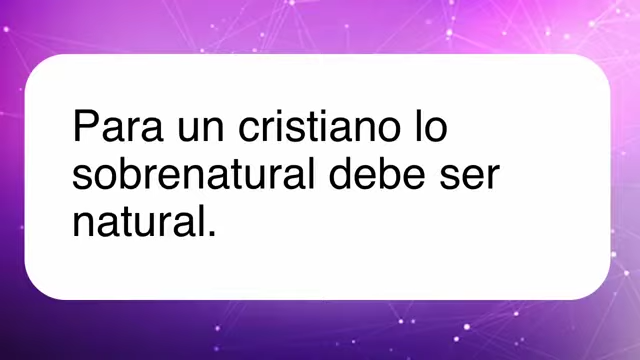 Para un cristiano lo
sobrenatural debe ser
natural.